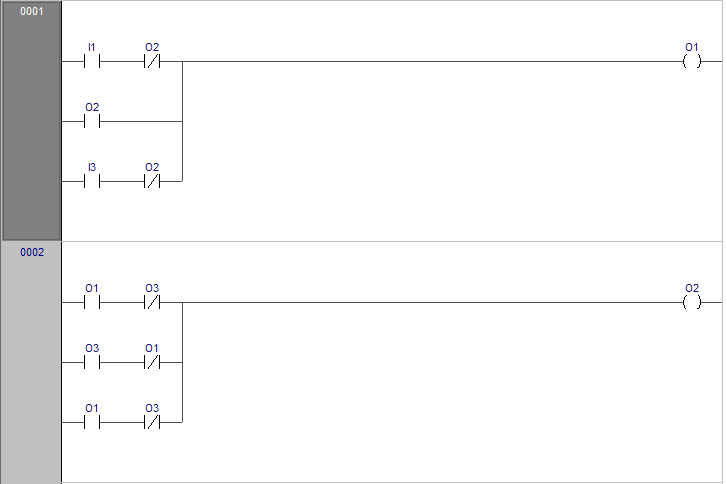 0001
I1 O2 O1
O2
I3 O2
0002
O1 O3 O2
O3 O1
O1 O3